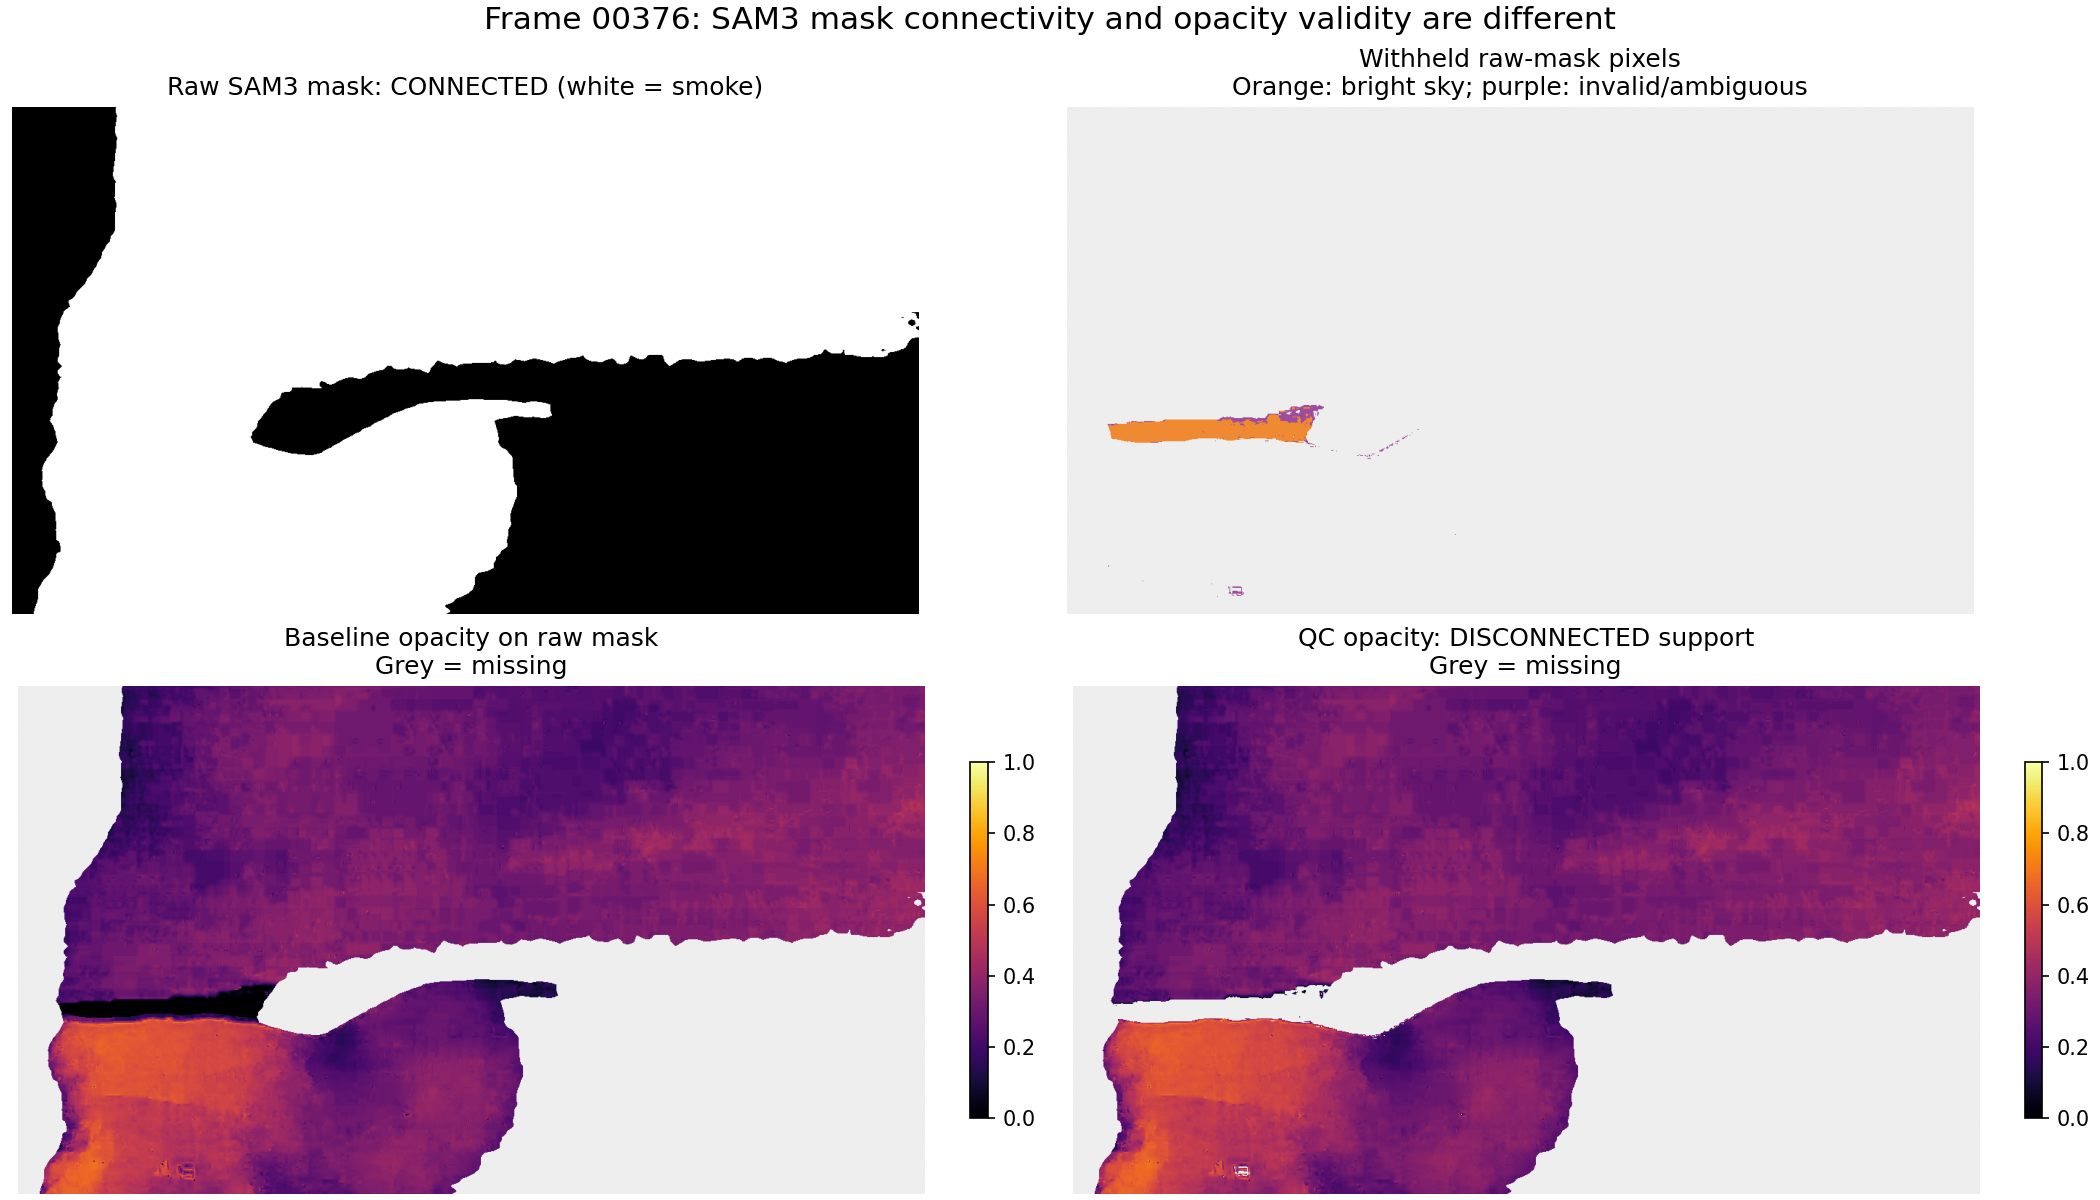 Frame 00376: SAM3 mask connectivity and opacity validity are different
Raw SAM3 mask: CONNECTED (white = smoke)
Withheld raw-mask pixels
Orange: bright sky; purple: invalid/ambiguous
Baseline opacity on raw mask
Grey = missing
1.0
0.8
0.6
0.4
0.2
0.0
QC opacity: DISCONNECTED support
Grey = missing
1.0
0.8
0.6
0.4
0.2
0.0